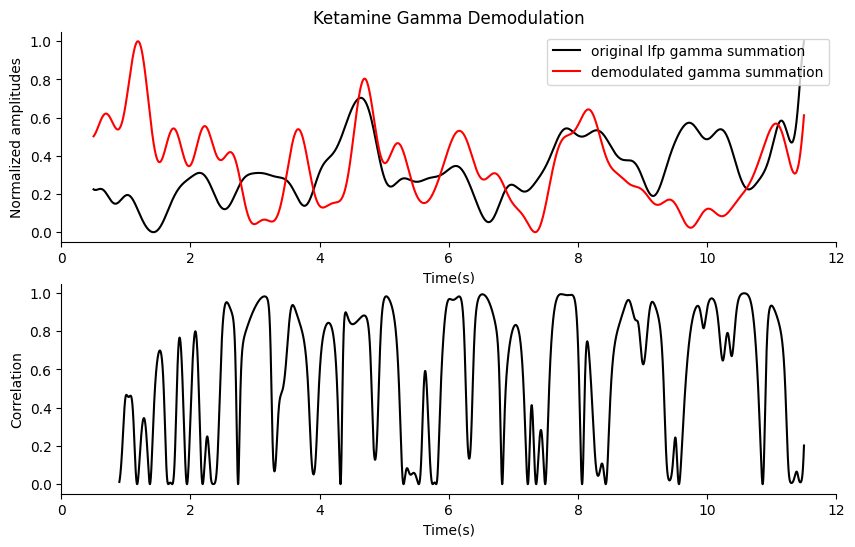 Ketamine Gamma Demodulation
original lfp gamma summation
demodulated gamma summation
Normalized amplitudes
1.0
0.8
0.6
0.4
0.2
0.0
0 2 4 6 8 10 12
Time(s)
Correlation
1.0
0.8
0.6
0.4
0.2
0.0
0 2 4 6 8 10 12
Time(s)